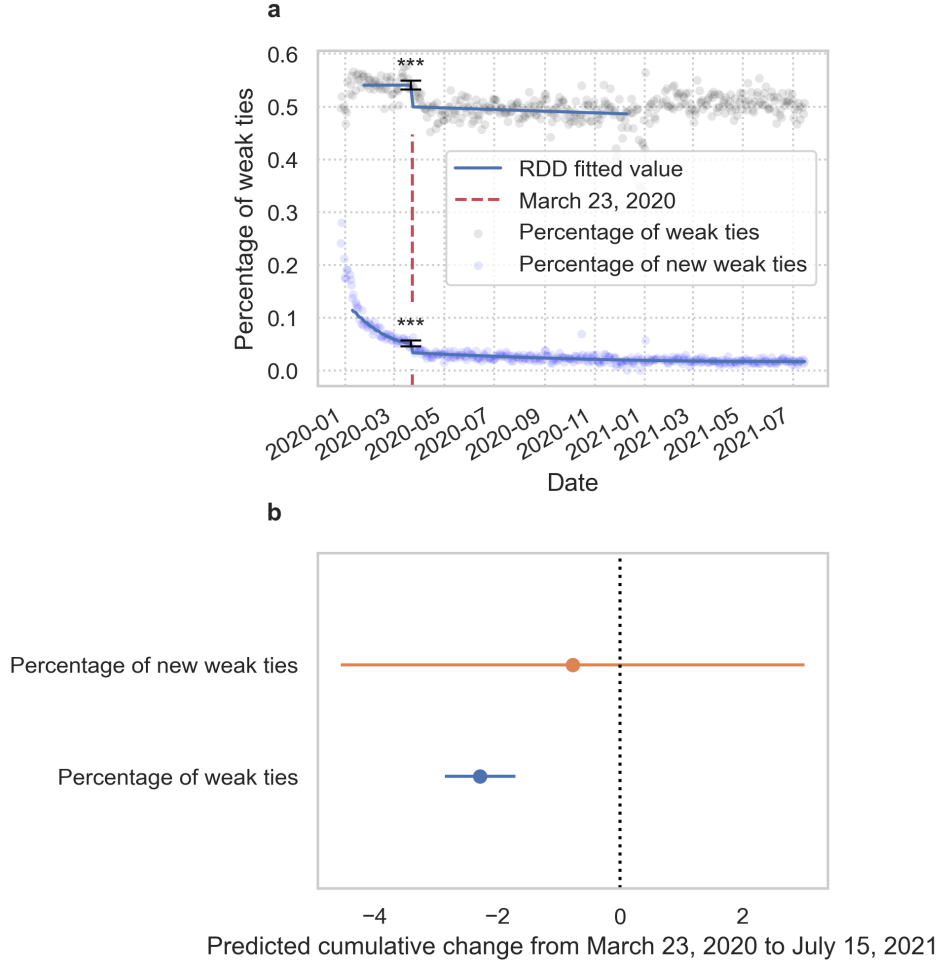 a
Percentage of weak ties
0.6
0.5
0.4
0.3
0.2
0.1
0.0
***
***
RDD fitted value
March 23, 2020
Percentage of weak ties
Percentage of new weak ties
2020-01
2020-03
2020-05
2020-07
2020-09
2020-11
2021-01
2021-03
2021-05
2021-07
Date
b
Percentage of new weak ties
Percentage of weak ties
−4
−2
0
2
Predicted cumulative change from March 23, 2020 to July 15, 2021